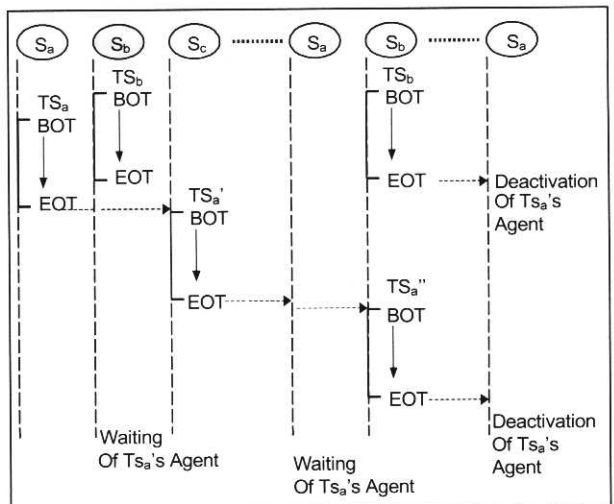 Sa Sb Sc Sa Sb Sa
TSa
BOT
EOT
TSb
BOT
EOT
TSa'
BOT
EOT
TSb
BOT
EOT
TSa''
BOT
EOT
Deactivation
Of Tsa's
Agent
Deactivation
Of Tsa's
Agent
Waiting
Of Tsa's Agent
Waiting
Of Tsa's Agent